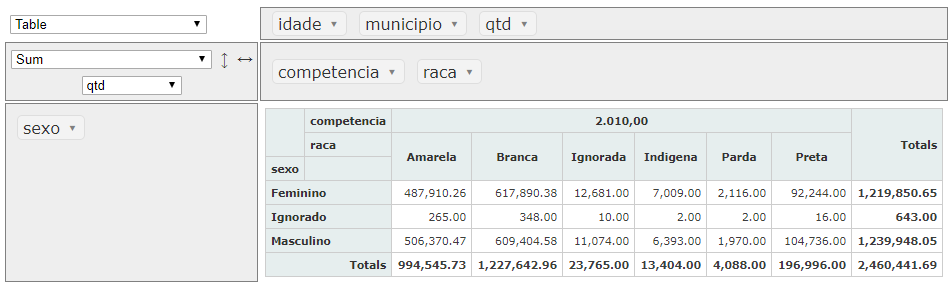 Table ▼ idade ▾ municipio ▾ qtd ▾
Sum ▼ ↕ ↔
qtd ▼
competencia ▾ raca ▾
sexo ▾
competencia 2.010,00 Totals
raca Amarela Branca Ignorada Indigena Parda Preta
sexo
Feminino 487,910.26 617,890.38 12,681.00 7,009.00 2,116.00 92,244.00 1,219,850.65
Ignorado 265.00 348.00 10.00 2.00 2.00 16.00 643.00
Masculino 506,370.47 609,404.58 11,074.00 6,393.00 1,970.00 104,736.00 1,239,948.05
Totals 994,545.73 1,227,642.96 23,765.00 13,404.00 4,088.00 196,996.00 2,460,441.69